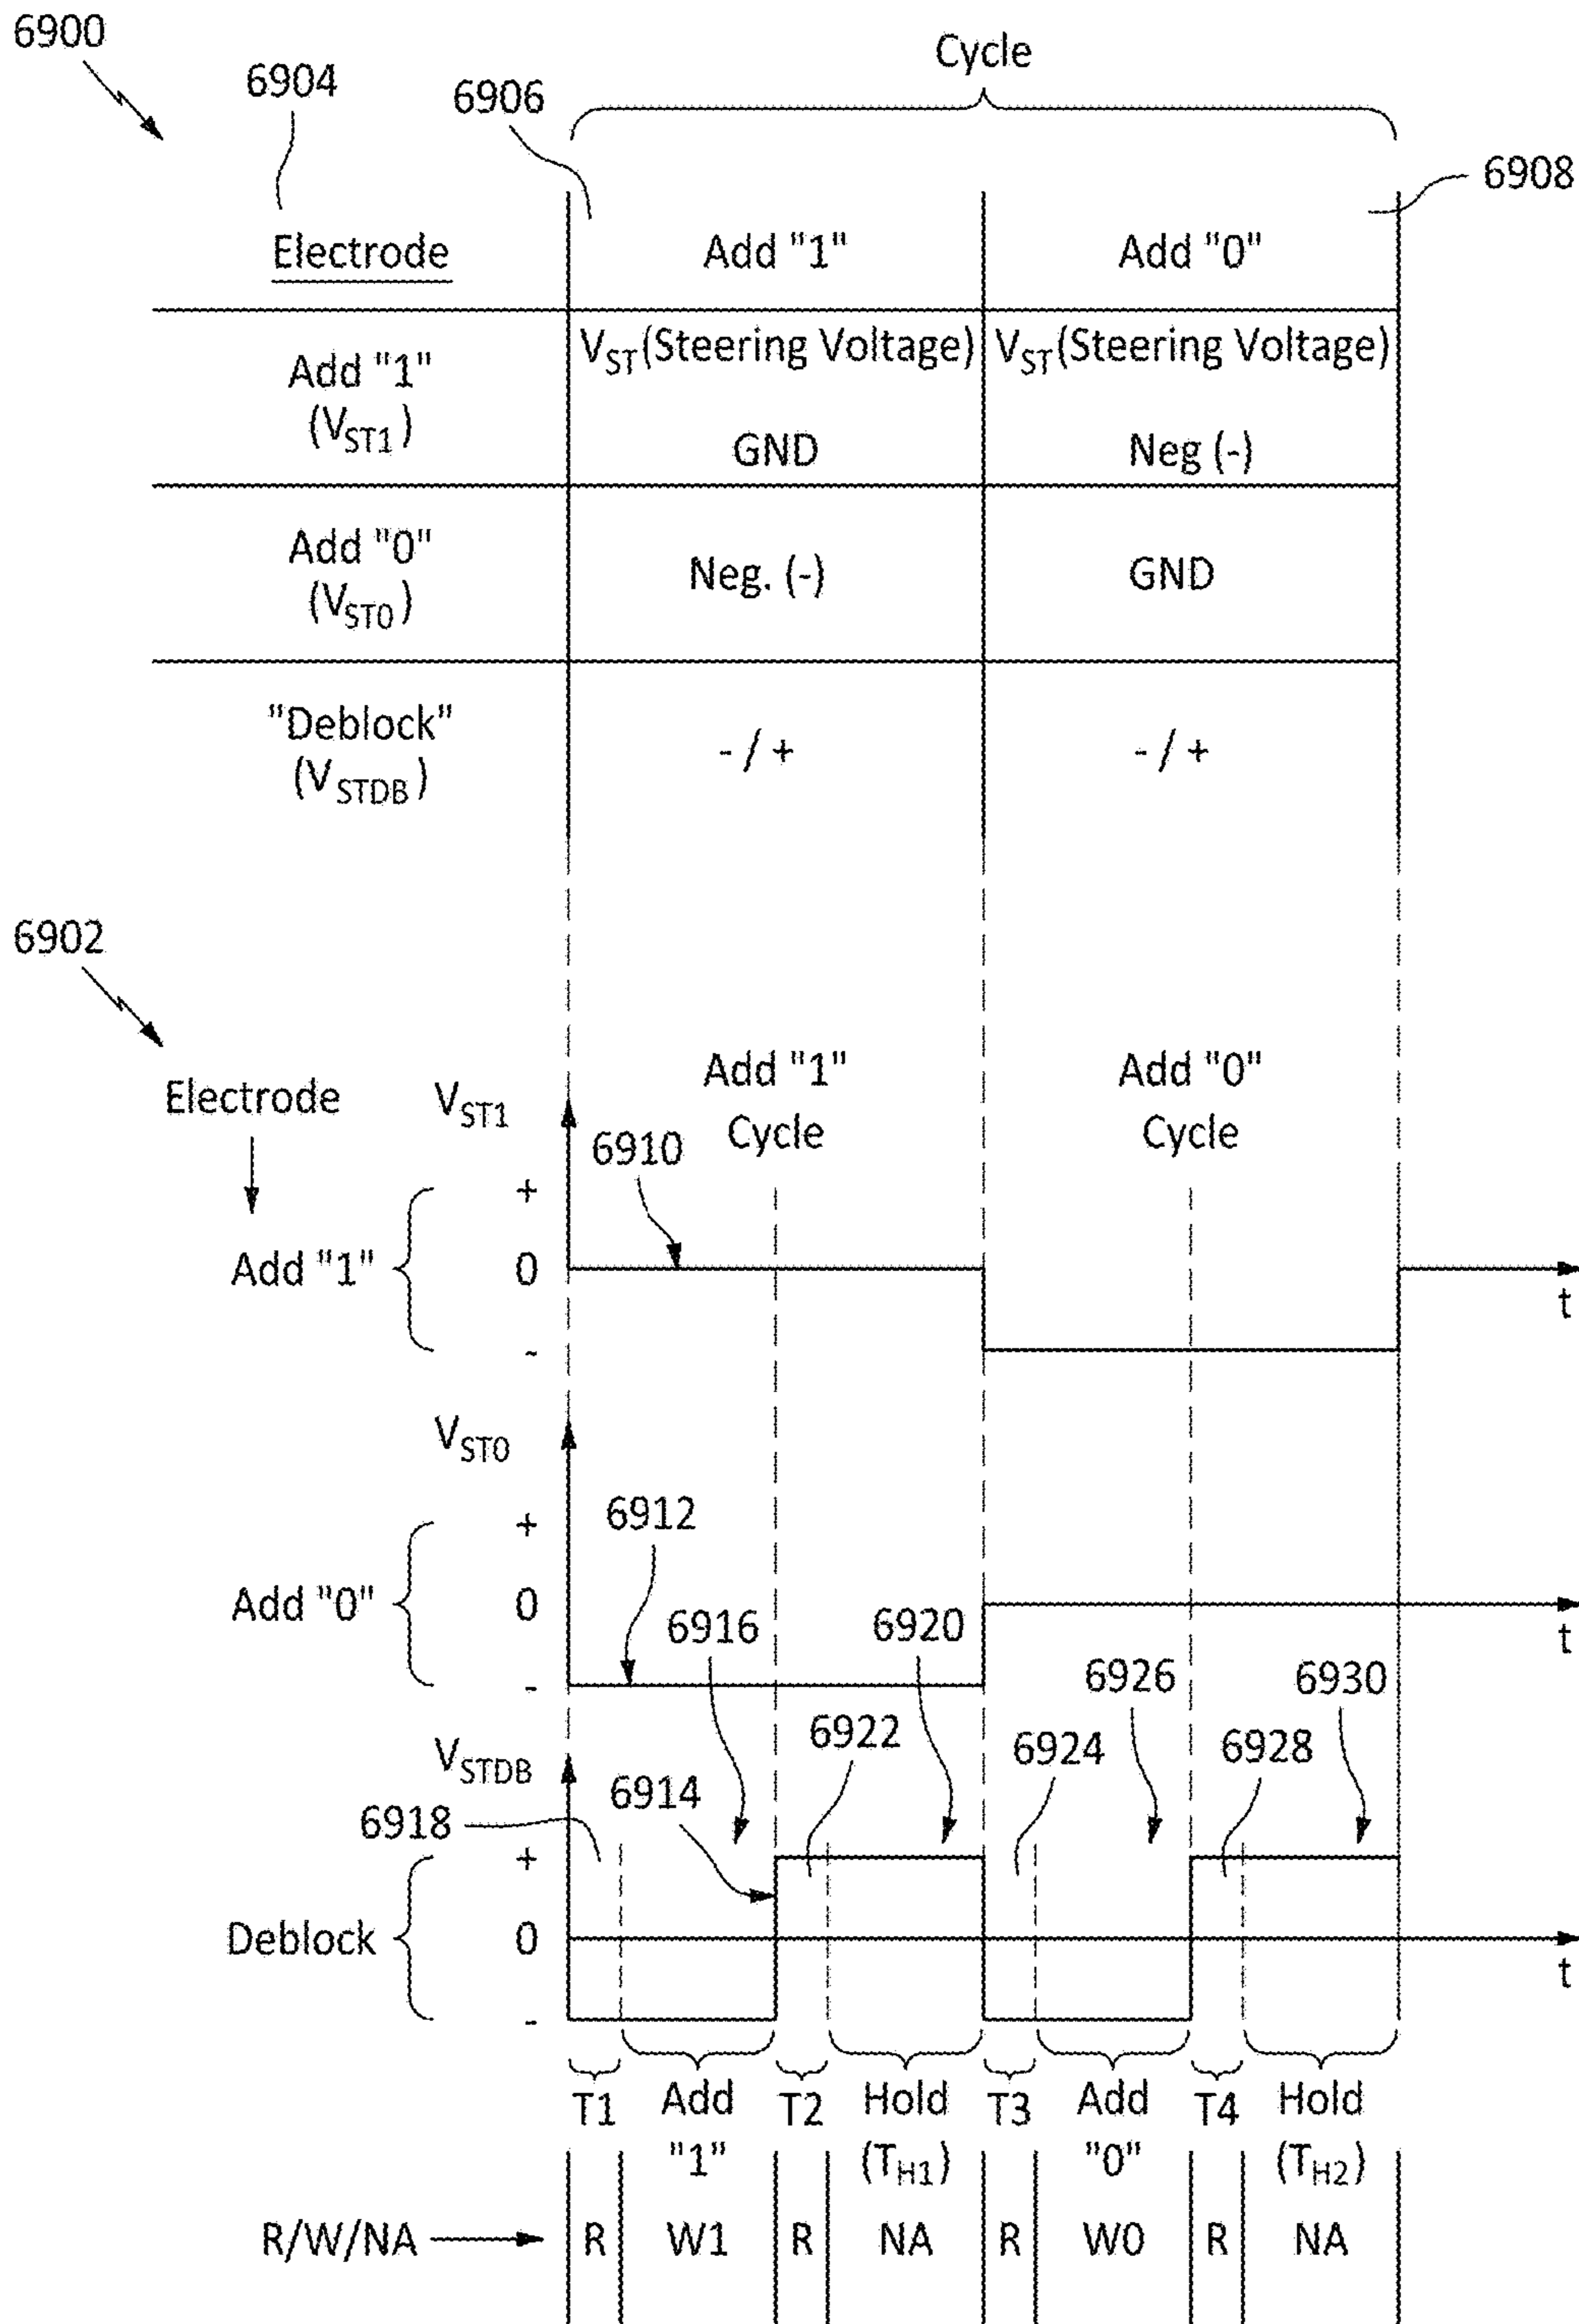 6900
Cycle
6904
6906
6908
Electrode
Add "1"
Add "0"
Add "1"
(VST1)
VST(Steering Voltage)
GND
VST(Steering Voltage)
Neg (-)
Add "0"
(VST0)
Neg. (-)
GND
"Deblock"
(VSTDB)
- / +
- / +
6902
Electrode
VST1
Add "1"
Cycle
Add "0"
Cycle
6910
+
Add "1"
0
-
t
VST0
6912
+
Add "0"
0
-
t
6916
6920
6926
6930
VSTDB
6922
6924
6928
6914
6918
+
Deblock
0
-
t
T1
Add
"1"
T2
Hold
(TH1)
T3
Add
"0"
T4
Hold
(TH2)
R/W/NA
R
W1
R
NA
R
W0
R
NA